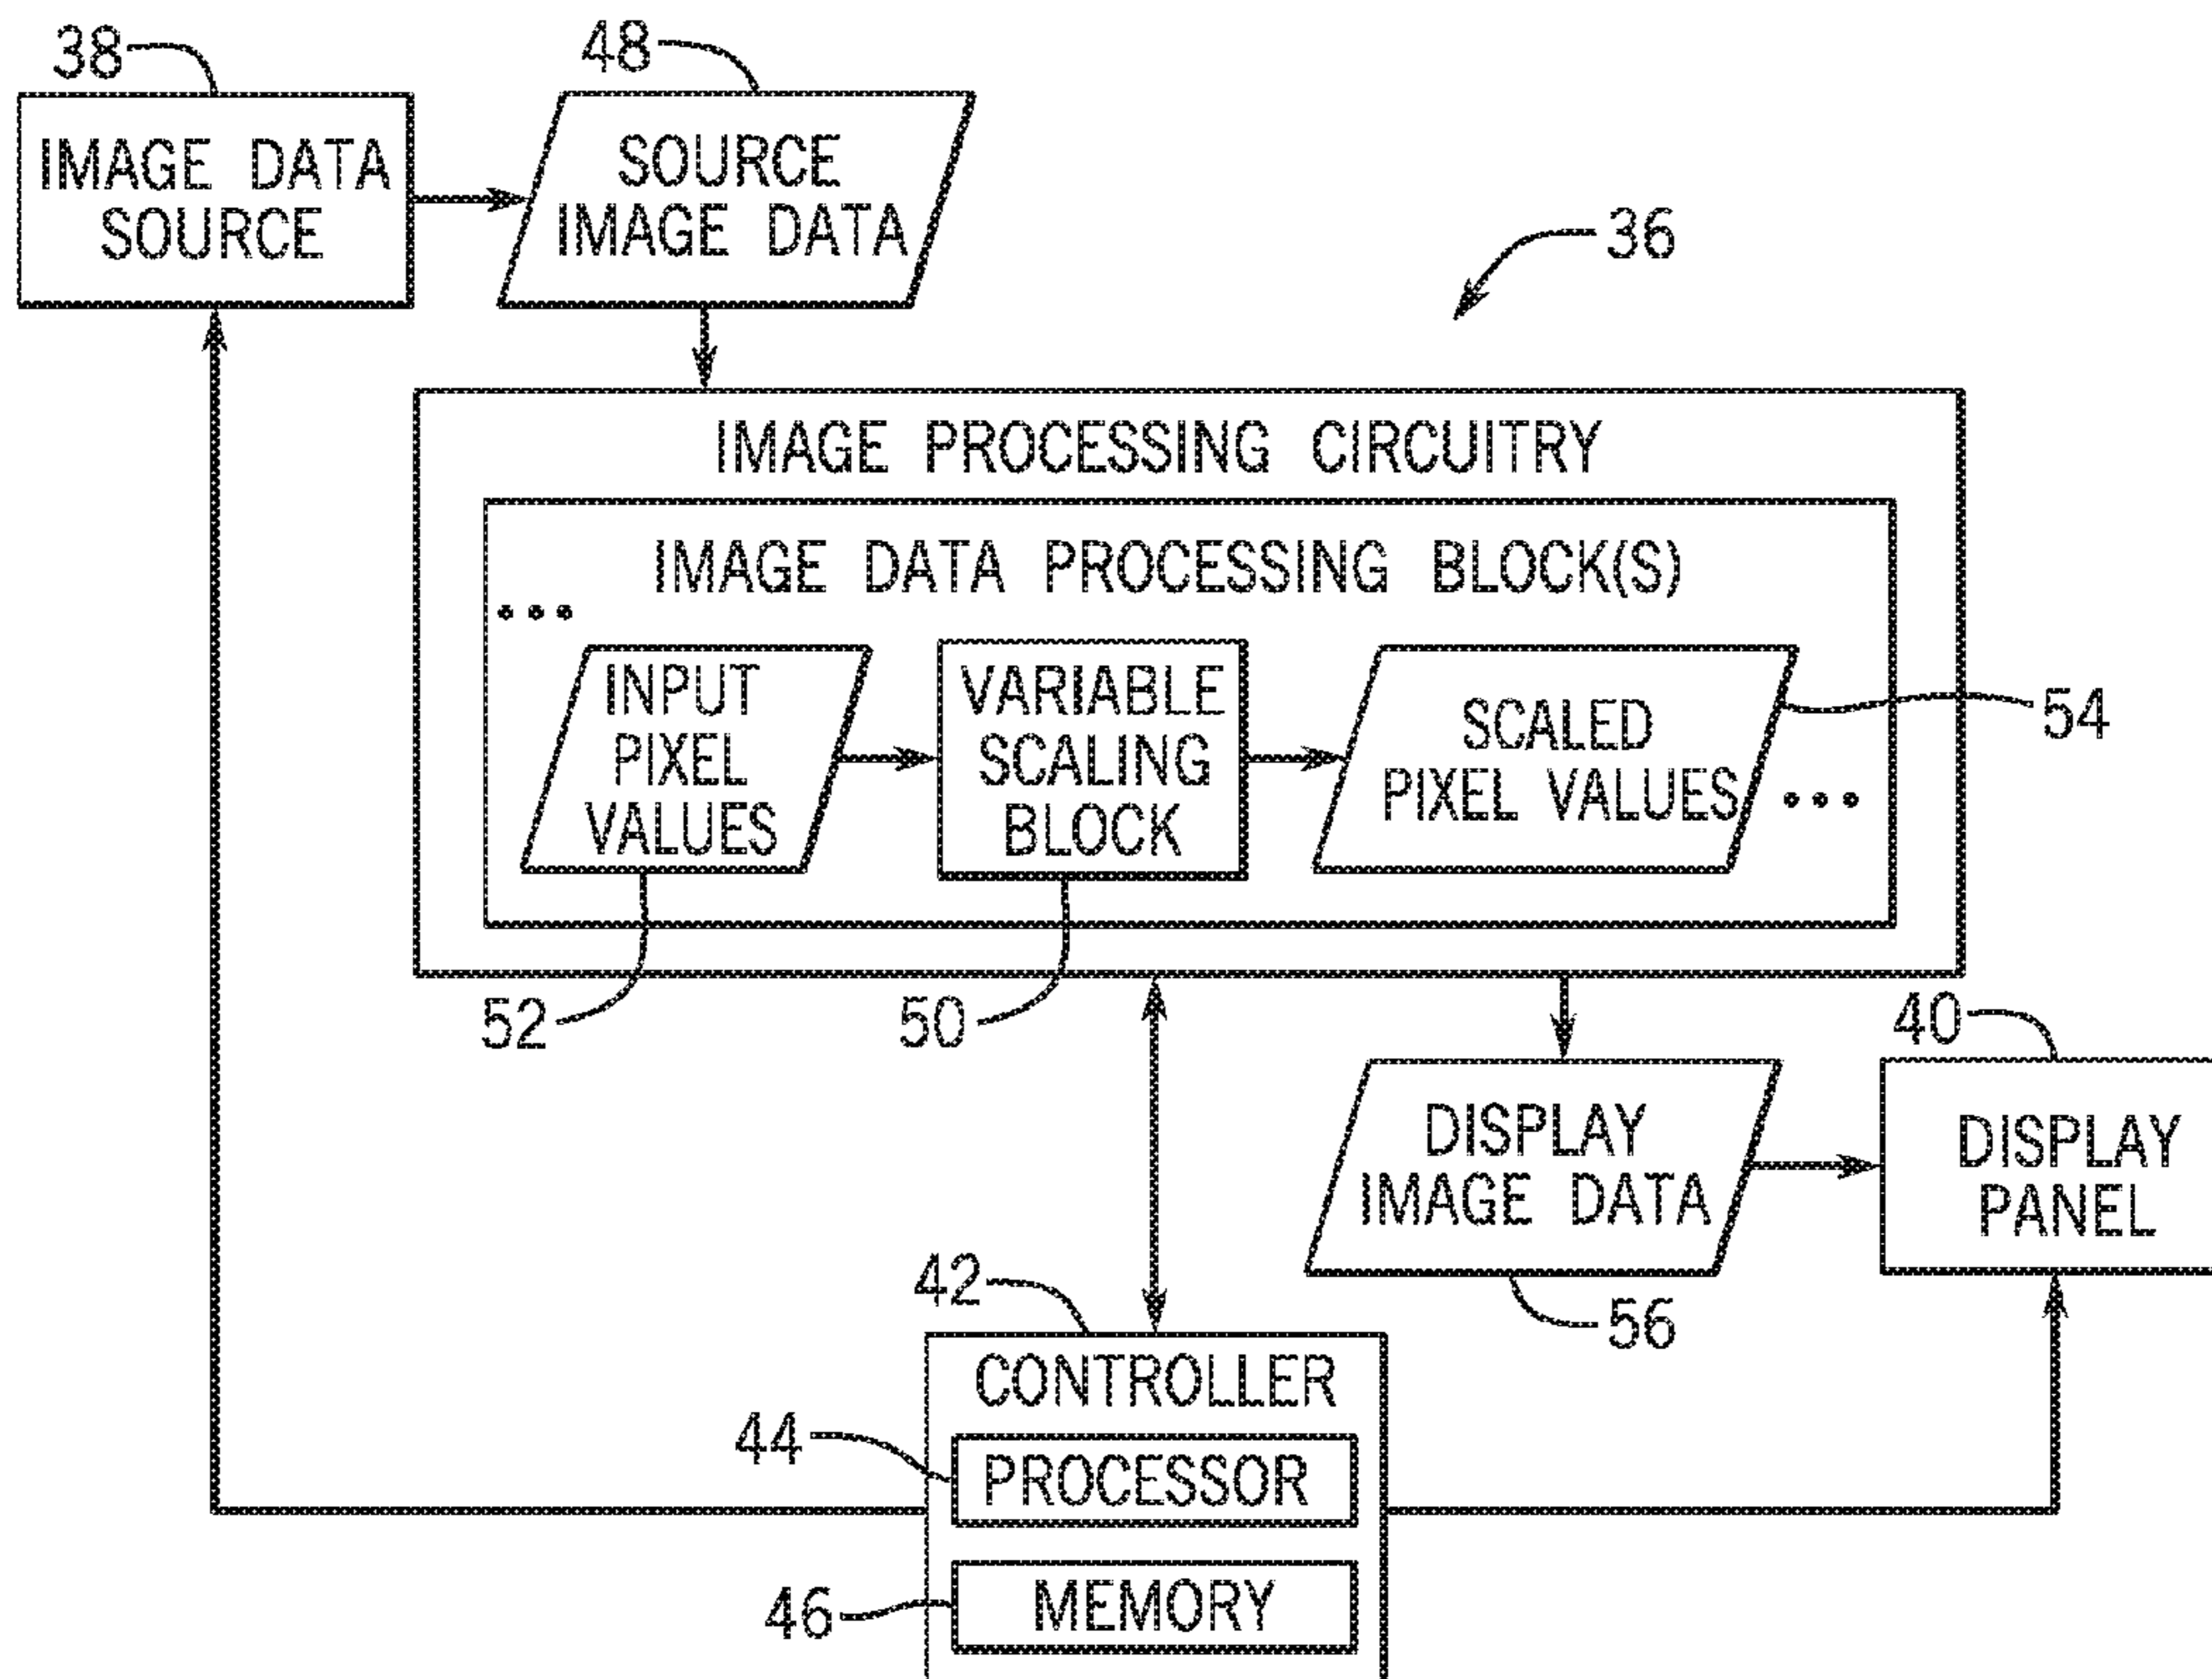 38
48
IMAGE DATA
SOURCE
SOURCE
IMAGE DATA
36
IMAGE PROCESSING CIRCUITRY
IMAGE DATA PROCESSING BLOCK(S)
•••
INPUT
PIXEL
VALUES
VARIABLE
SCALING
BLOCK
SCALED
PIXEL VALUES
•••
54
52
50
40
DISPLAY
IMAGE DATA
DISPLAY
PANEL
42
56
CONTROLLER
44
PROCESSOR
46
MEMORY